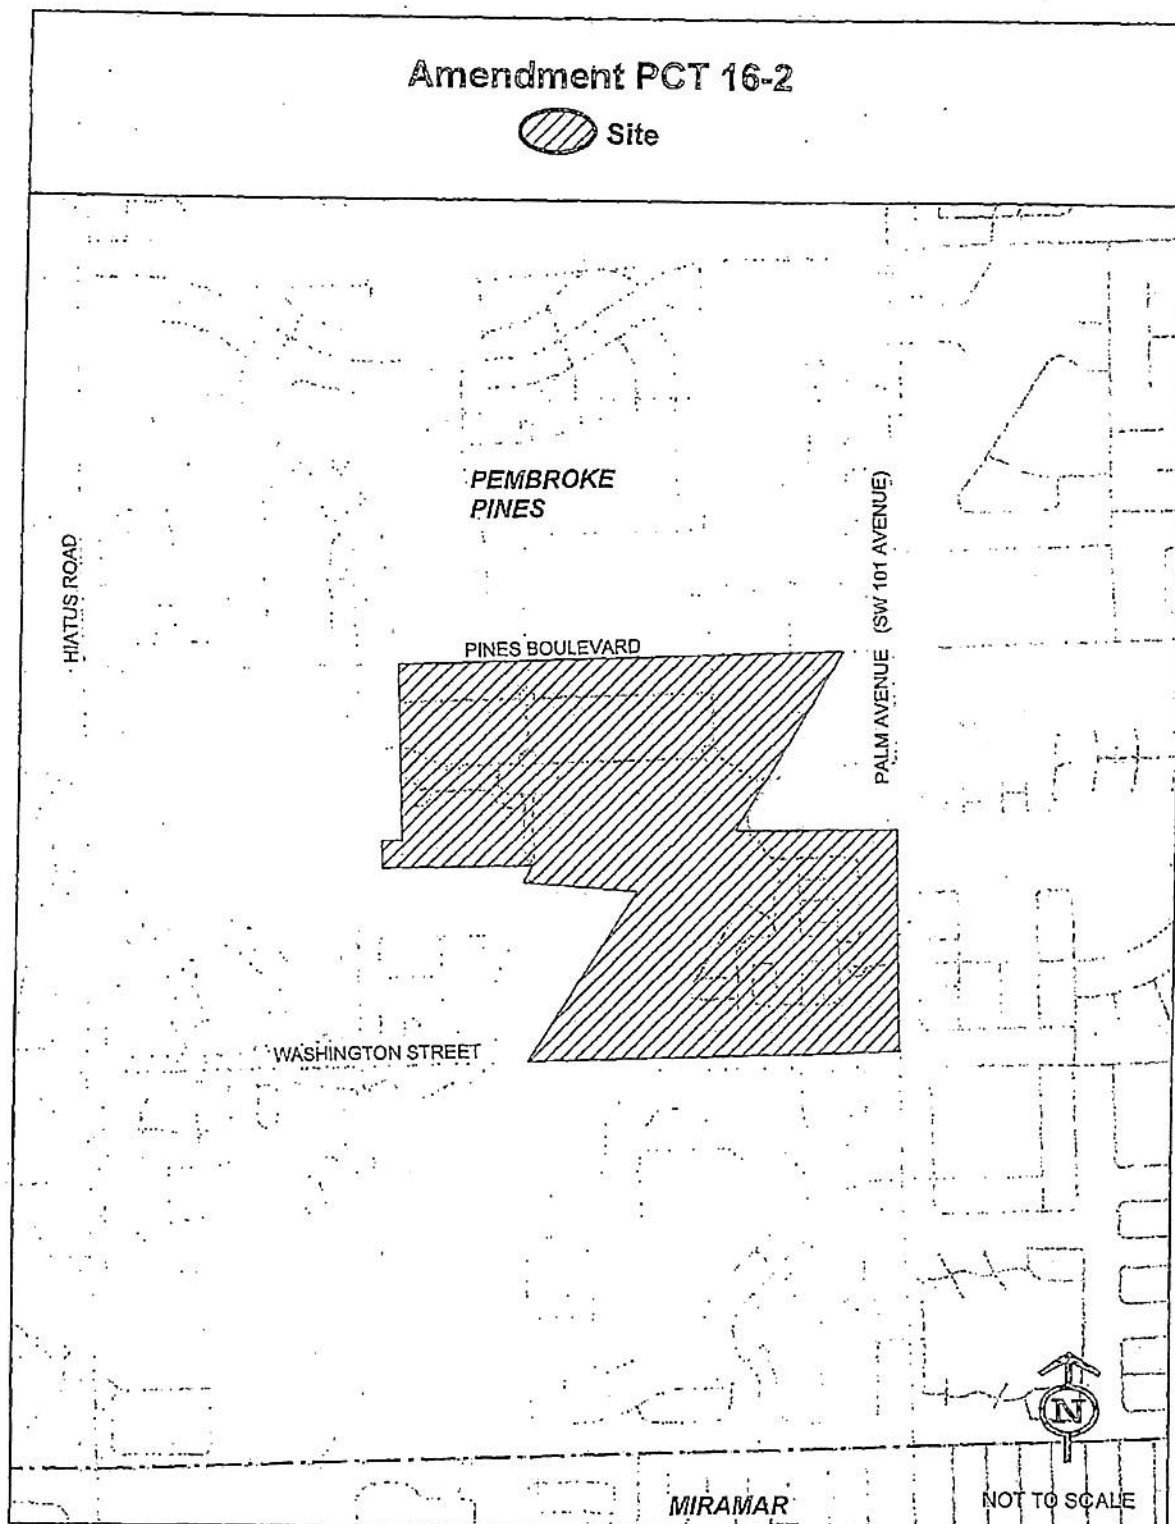 Amendment PCT 16-2
Site
PEMBROKE
PINES
HIATUS ROAD
PALM AVENUE (SW 101 AVENUE)
PINES BOULEVARD
WASHINGTON STREET
N
MIRAMAR
NOT TO SCALE